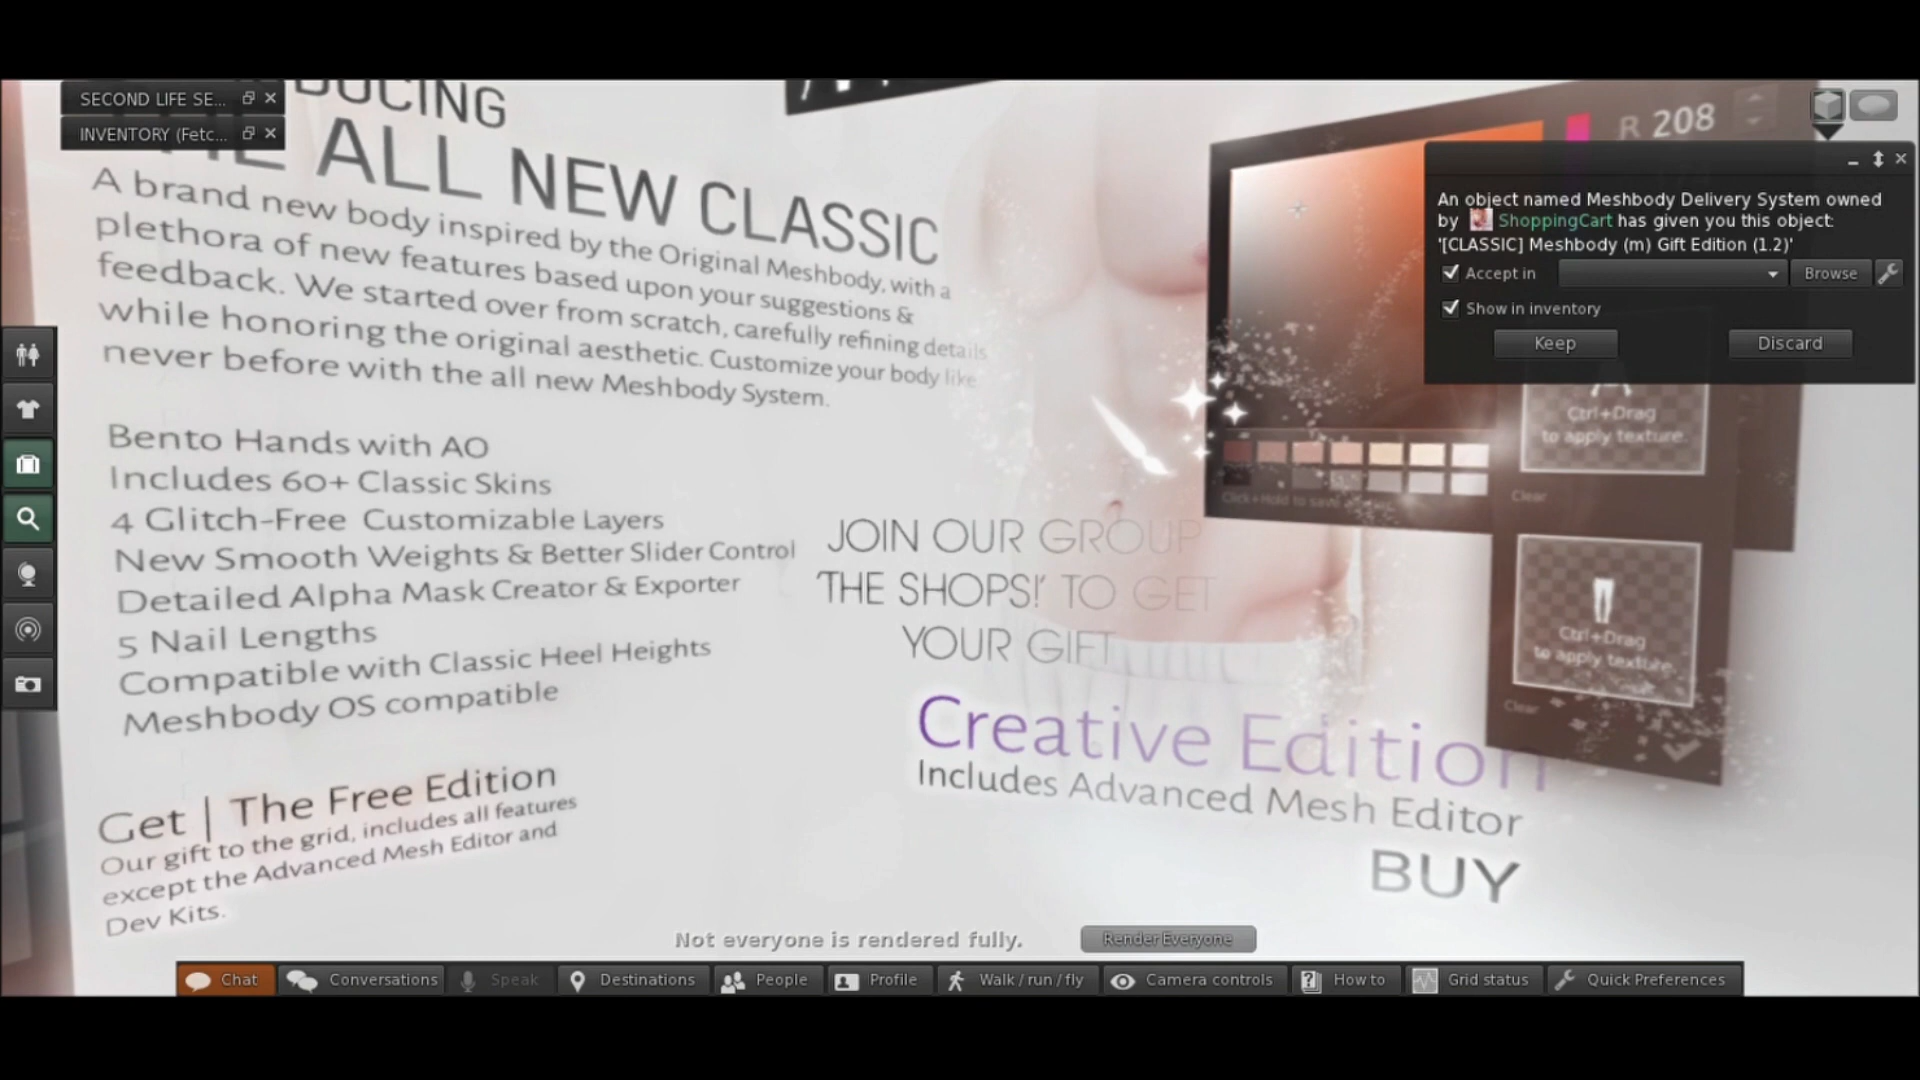 SECOND LIFE SE...
INVENTORY (Fetc...
ALL NEW CLASSIC
A brand new body inspired by the Original Meshbody, with a
plethora of new features based upon your suggestions &
feedback. We started over from scratch, carefully refining details
while honoring the original aesthetic. Customize your body like
never before with the all new Meshbody System.
Bento Hands with AO
Includes 60+ Classic Skins
4 Glitch-Free Customizable Layers
New Smooth Weights & Better Slider Control
Detailed Alpha Mask Creator & Exporter
5 Nail Lengths
Compatible with Classic Heel Heights
Meshbody OS compatible
Get | The Free Edition
Our gift to the grid, includes all features
except the Advanced Mesh Editor and
Dev Kits.
JOIN OUR GROUP
'THE SHOPS!' TO GET
YOUR GIFT
Creative Edition
Includes Advanced Mesh Editor
BUY
R 208
An object named Meshbody Delivery System owned
by ShoppingCart has given you this object:
'[CLASSIC] Meshbody (m) Gift Edition (1.2)'
Accept in
Browse
Show in inventory
Keep
Discard
Ctrl+Drag
to apply texture.
Clear
Ctrl+Drag
to apply texture.
Clear
Not everyone is rendered fully.
Render Everyone
Chat
Conversations
Speak
Destinations
People
Profile
Walk / run / fly
Camera controls
How to
Grid status
Quick Preferences